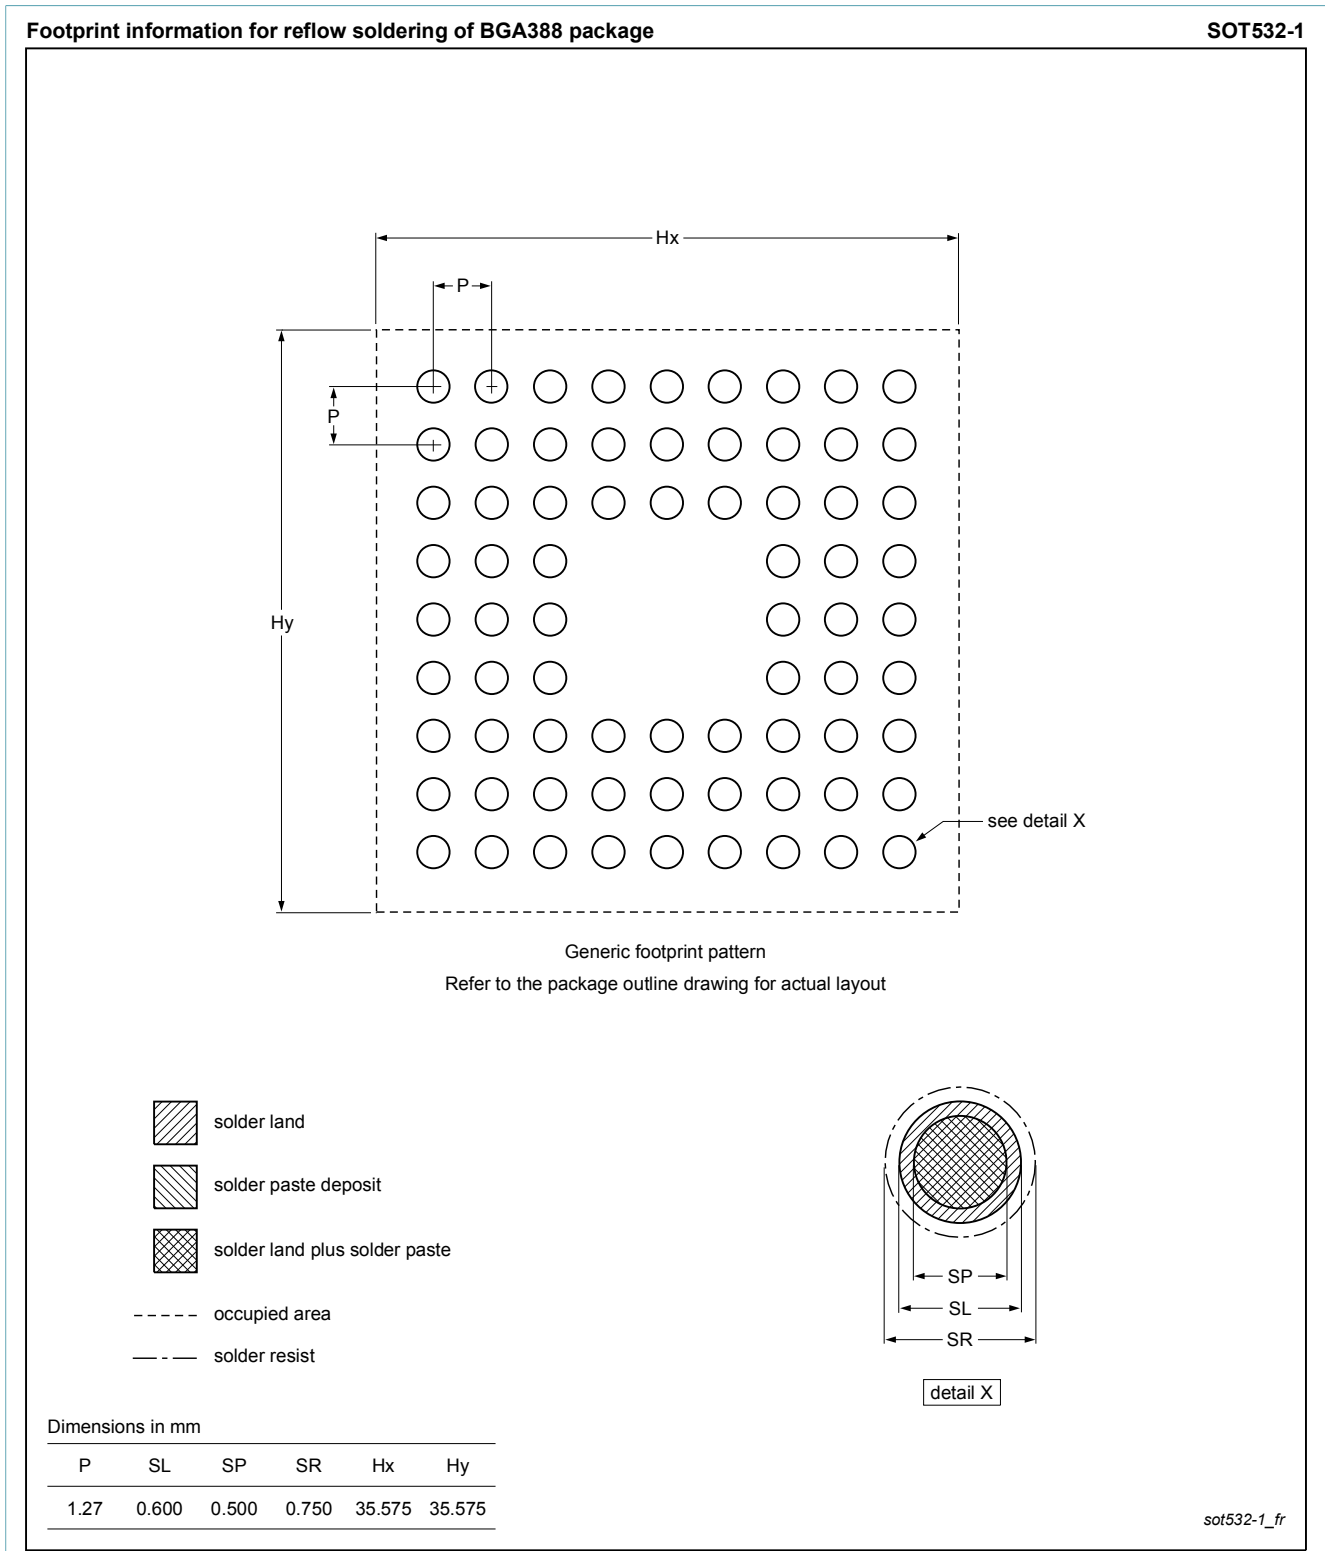 Footprint information for reflow soldering of BGA388 package SOT532-1
Hx
P
P
Hy
see detail X
Generic footprint pattern
Refer to the package outline drawing for actual layout
solder land
solder paste deposit
solder land plus solder paste
occupied area
solder resist
SP
SL
SR
detail X
Dimensions in mm
P SL SP SR Hx Hy
1.27 0.600 0.500 0.750 35.575 35.575
sot532-1_fr